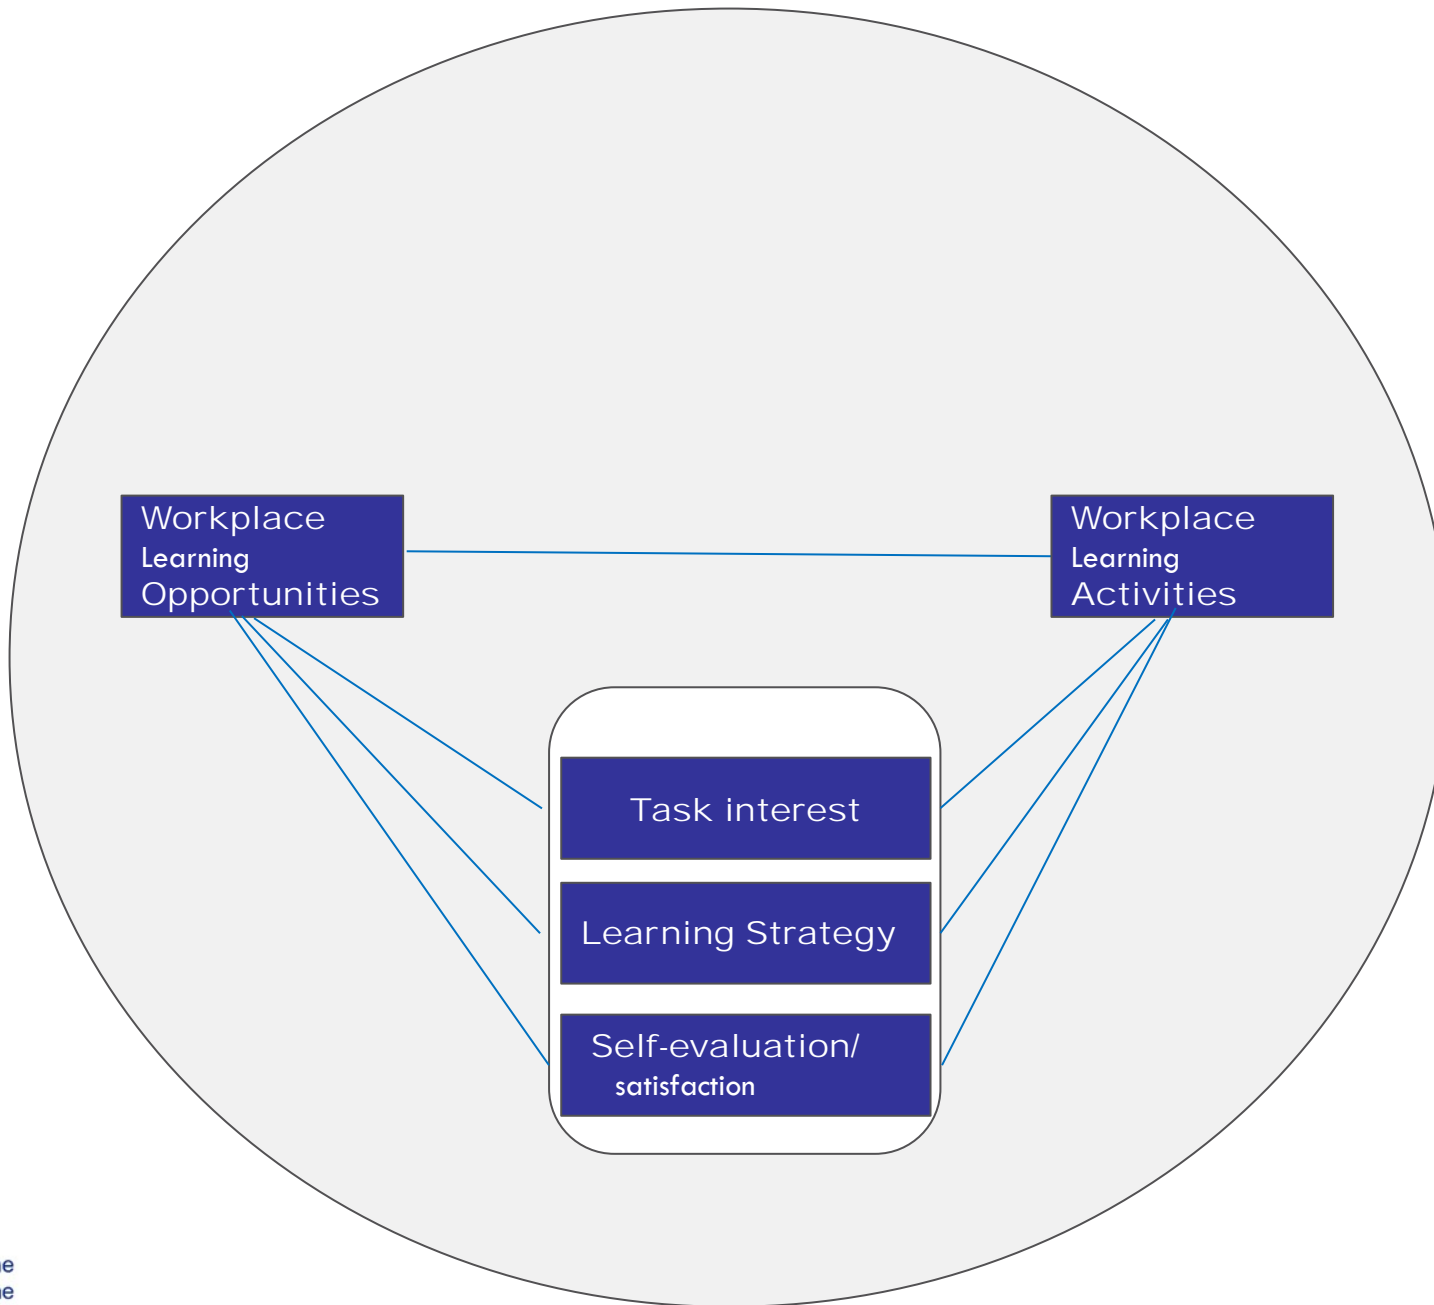 Workplace
Learning
Opportunities
Workplace
Learning
Activities
Task interest
Learning Strategy
Self-evaluation/
satisfaction